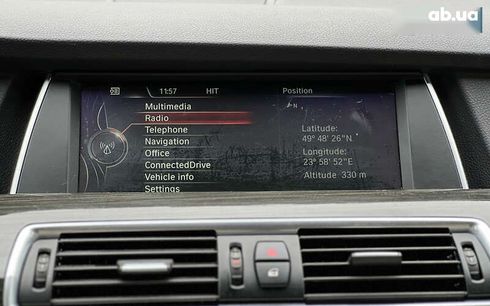 ab.ua
11:57 HIT Position
Multimedia
Radio
Telephone
Navigation
Office
ConnectedDrive
Vehicle info
Settings
N
Latitude:
49° 48' 26"N
Longitude:
23° 58' 52"E
Altitude: 330 m